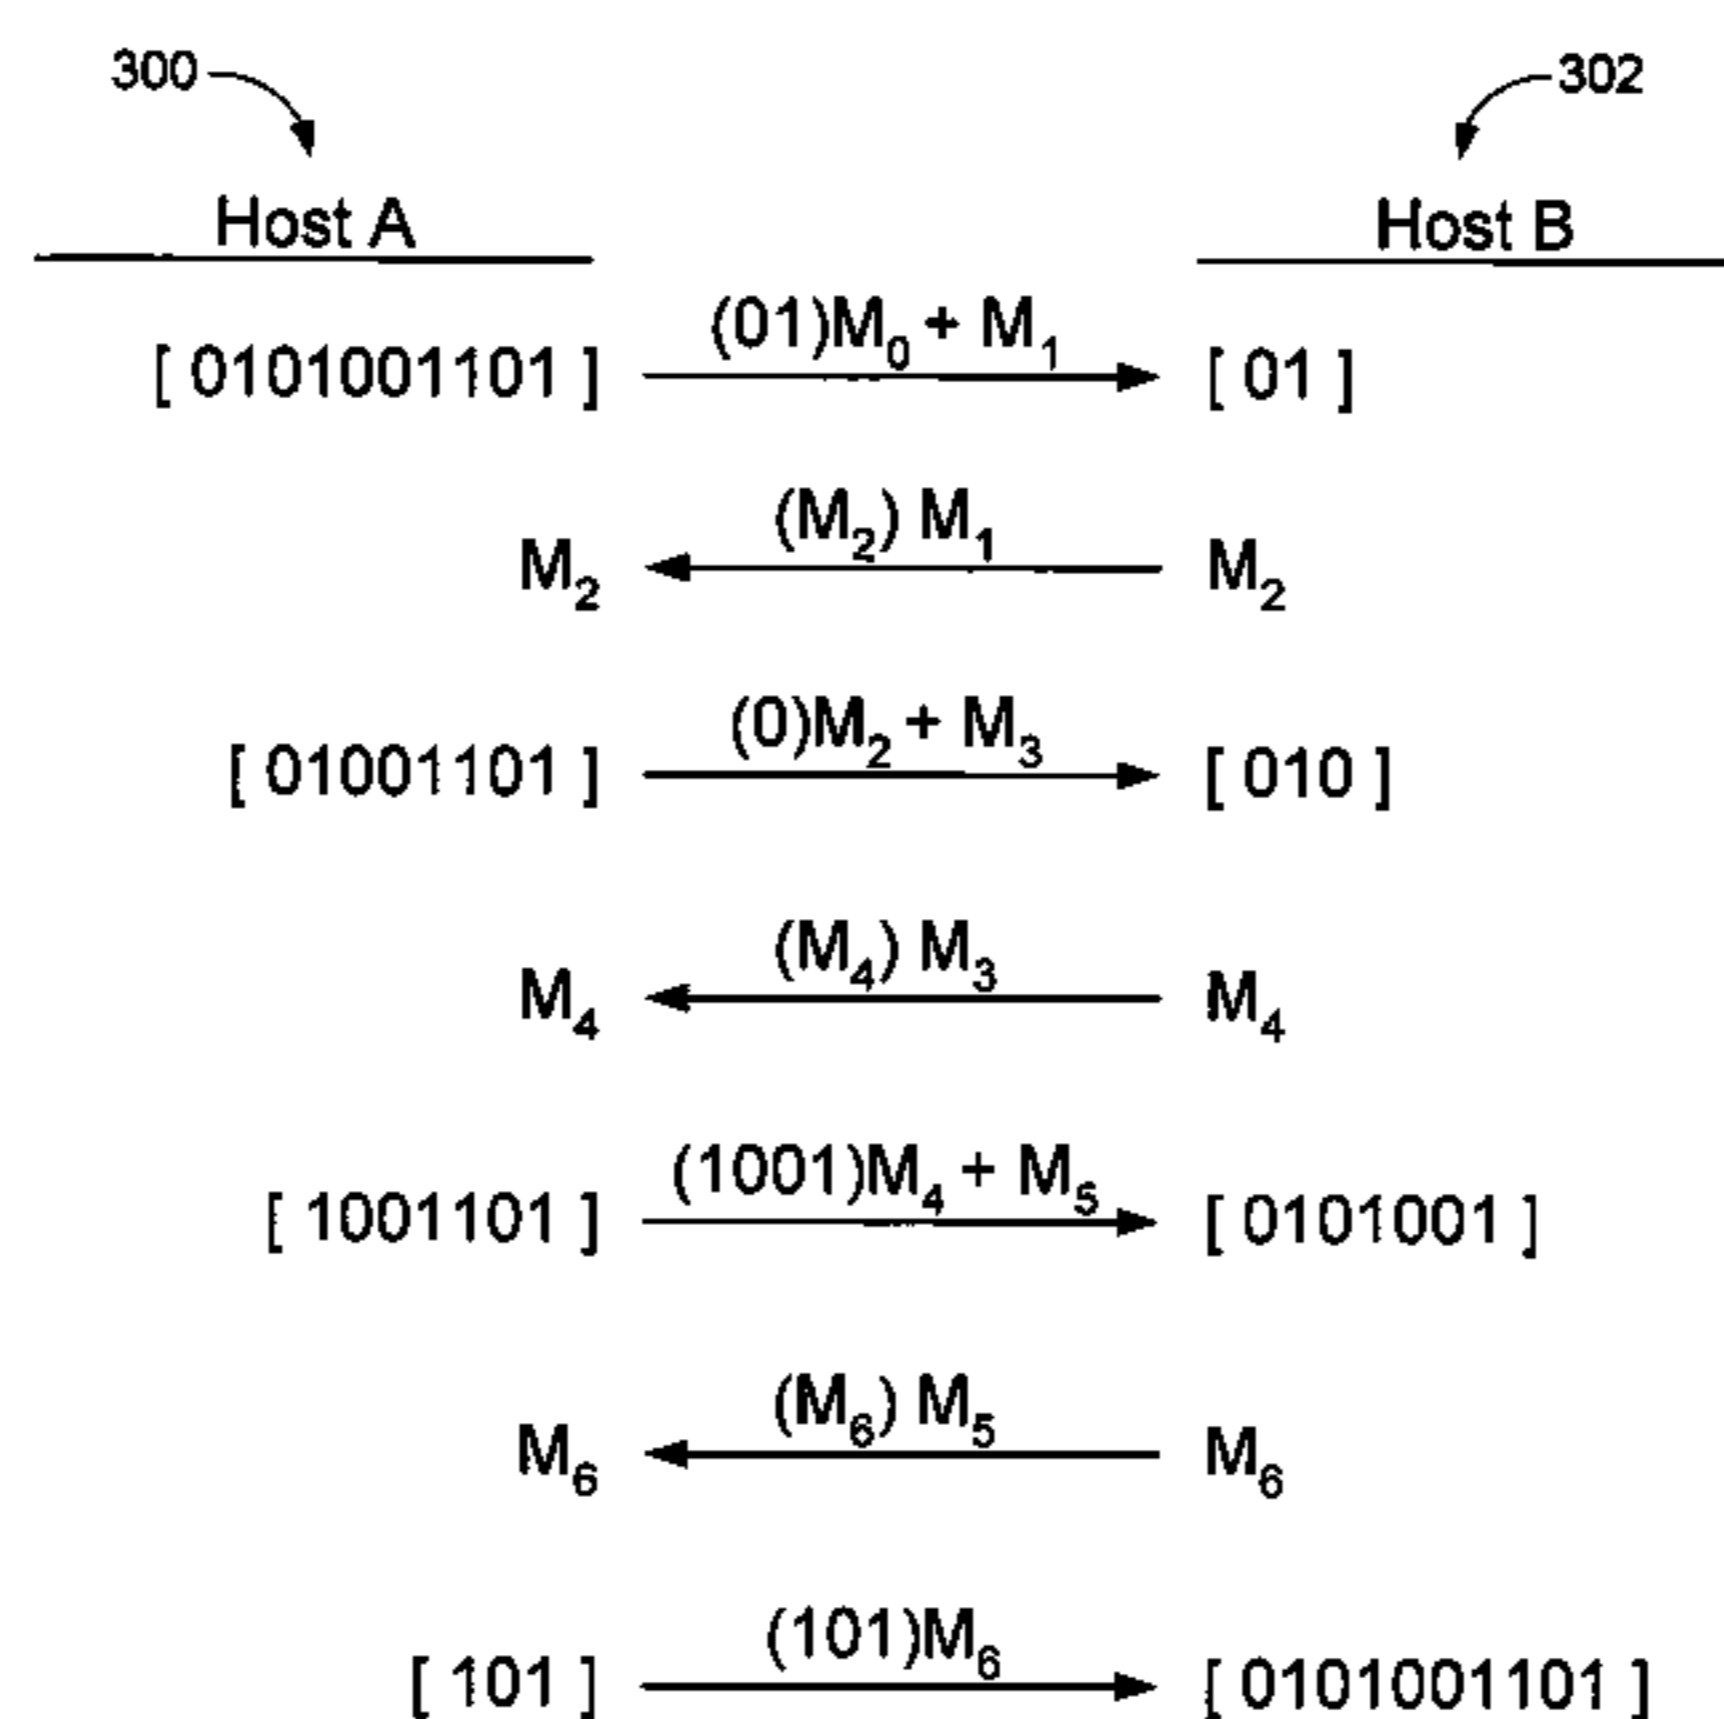 300 302
Host A Host B
[ 0101001101 ] (01)M₀ + M₁ [ 01 ]
M₂ (M₂) M₁ M₂
[ 01001101 ] (0)M₂ + M₃ [ 010 ]
M₄ (M₄) M₃ M₄
[ 1001101 ] (1001)M₄ + M₅ [ 0101001 ]
M₆ (M₆) M₅ M₆
[ 101 ] (101)M₆ [ 0101001101 ]